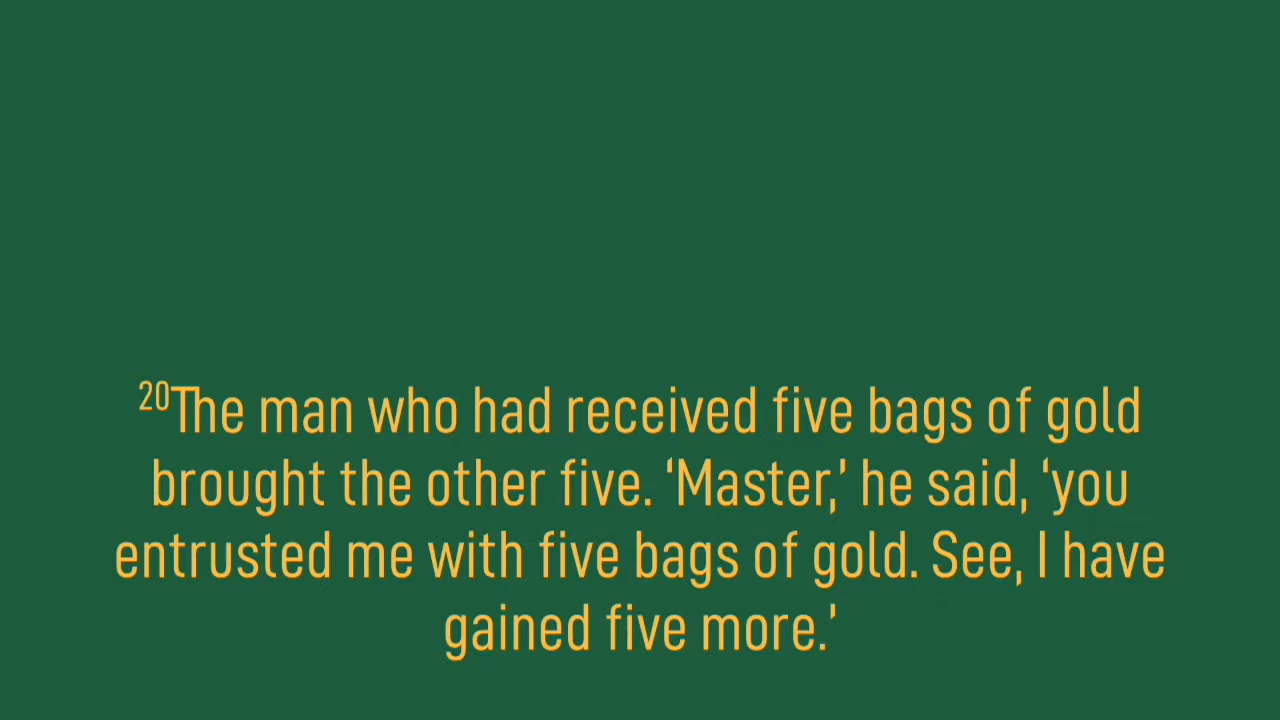 ²⁰The man who had received five bags of gold
brought the other five. ‘Master,’ he said, ‘you
entrusted me with five bags of gold. See, I have
gained five more.’